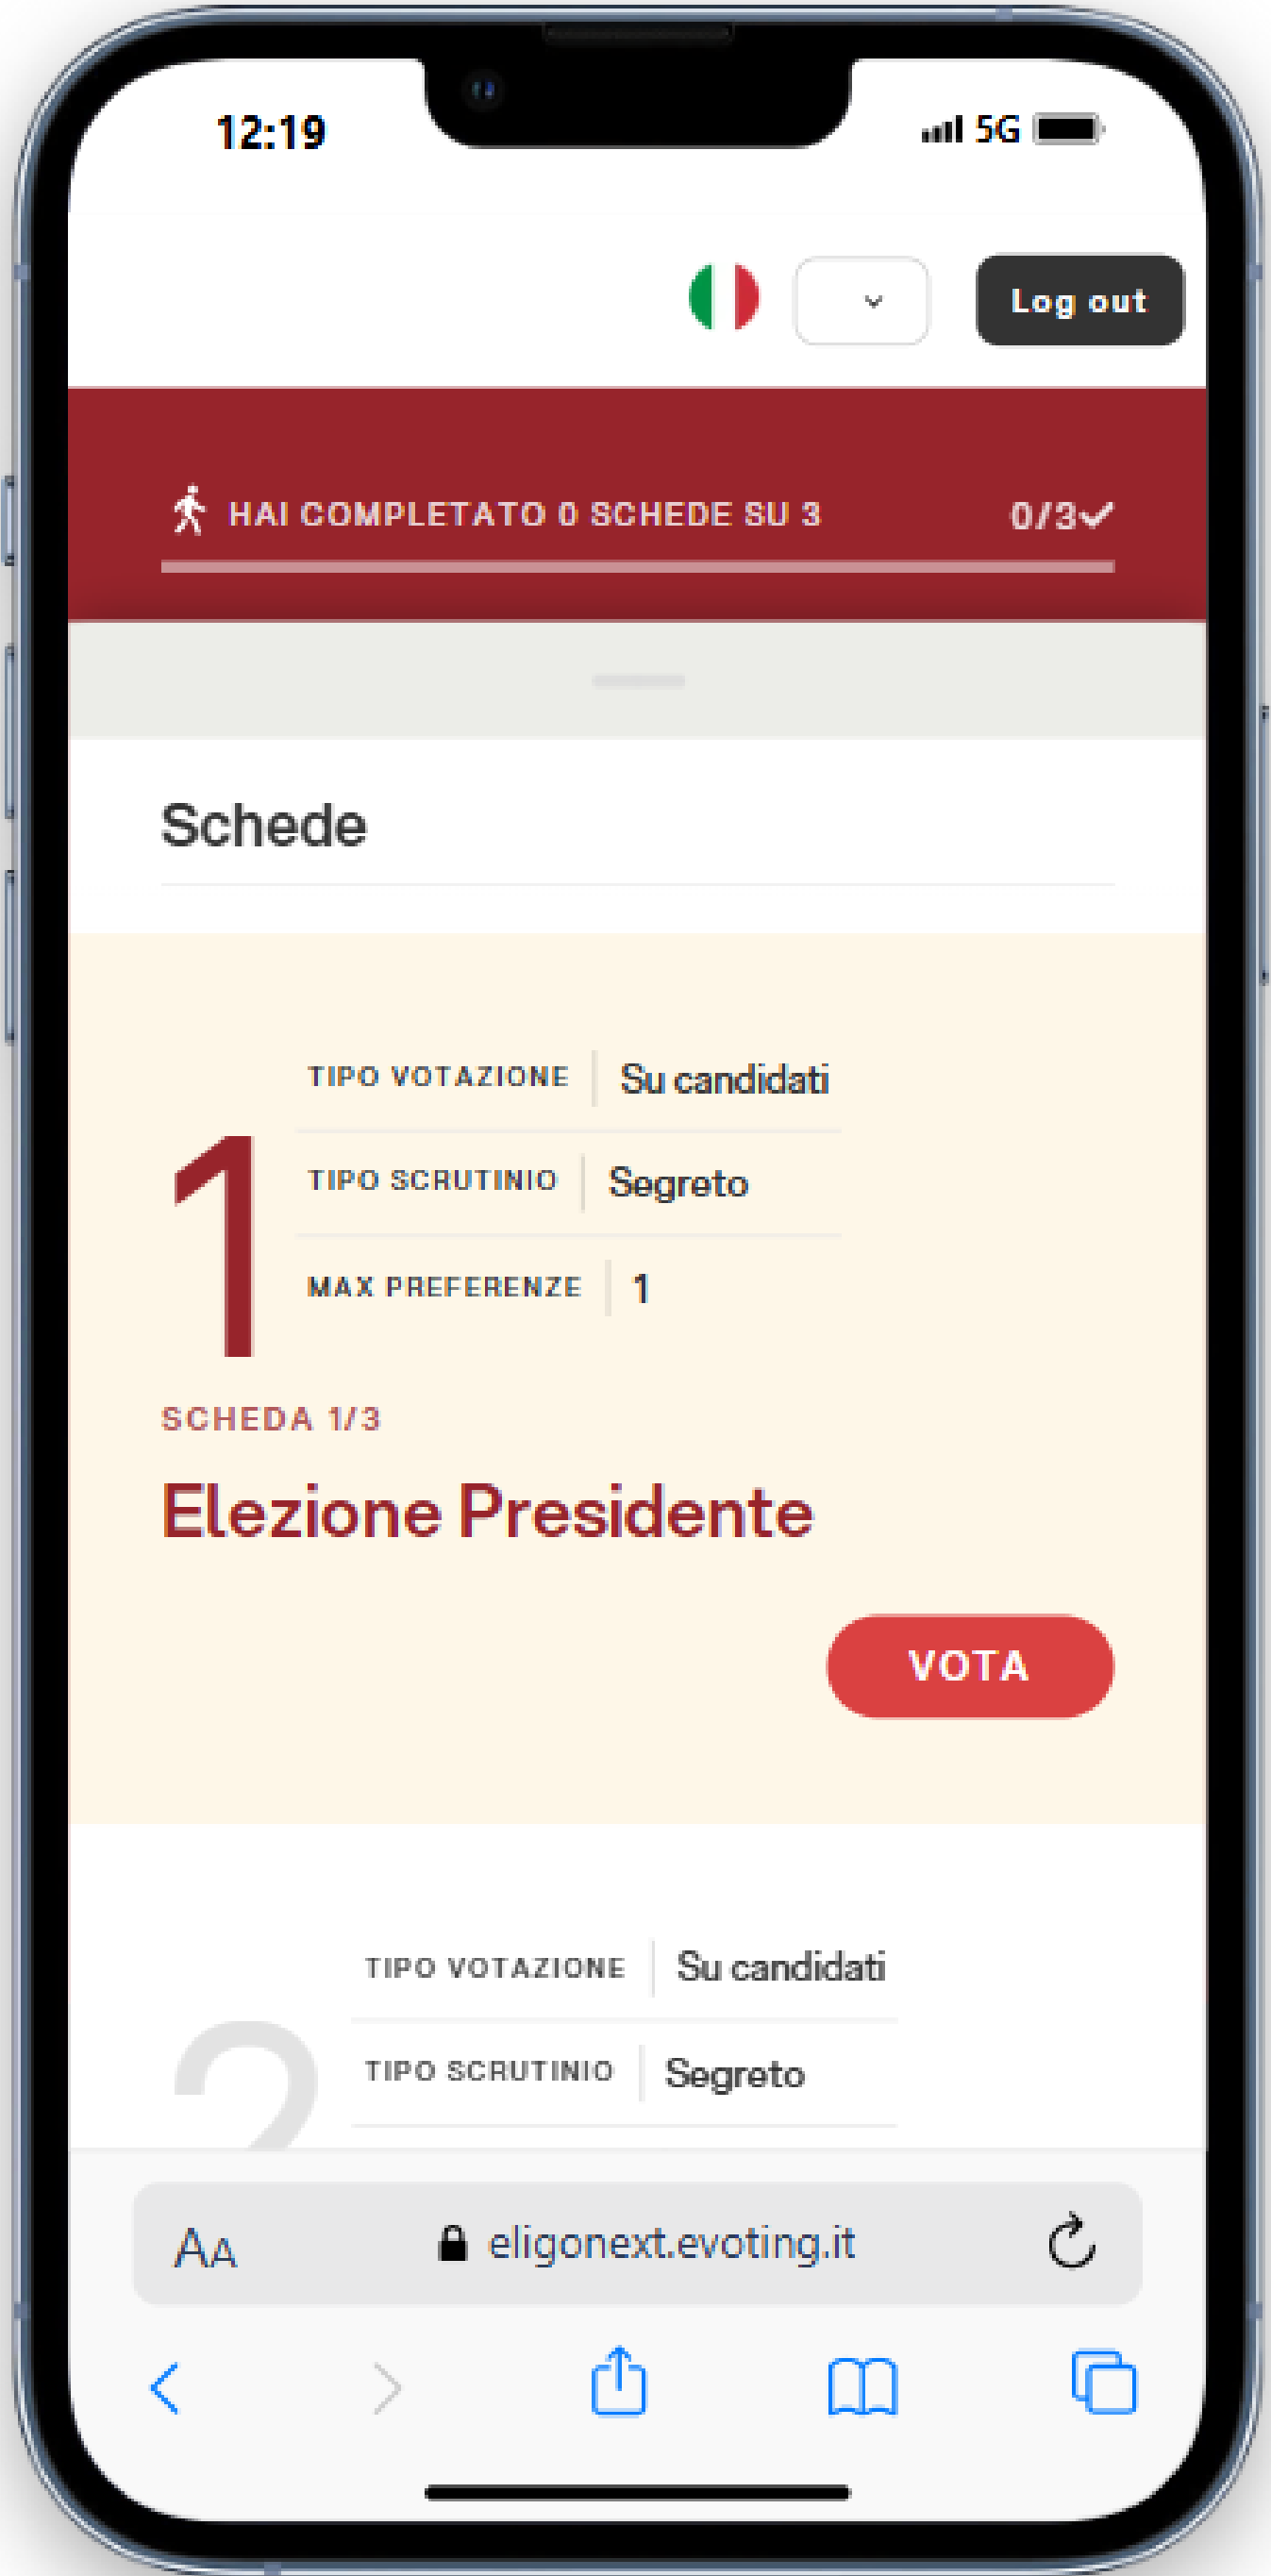 12:19 5G
Log out
HAI COMPLETATO 0 SCHEDE SU 3 0/3
Schede
TIPO VOTAZIONE Su candidati
TIPO SCRUTINIO Segreto
MAX PREFERENZE 1
1
SCHEDA 1/3
Elezione Presidente
VOTA
TIPO VOTAZIONE Su candidati
TIPO SCRUTINIO Segreto
2
AA eligonext.evoting.it